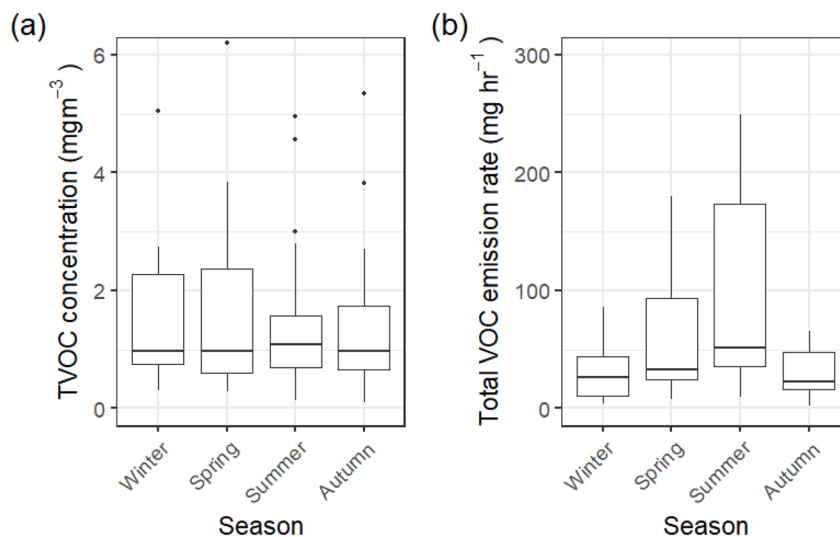 (a)
TVOC concentration (mgm⁻³ )
6
4
2
0
Winter
Spring
Summer
Autumn
Season
(b)
Total VOC emission rate (mg hr⁻¹ )
300
200
100
0
Winter
Spring
Summer
Autumn
Season